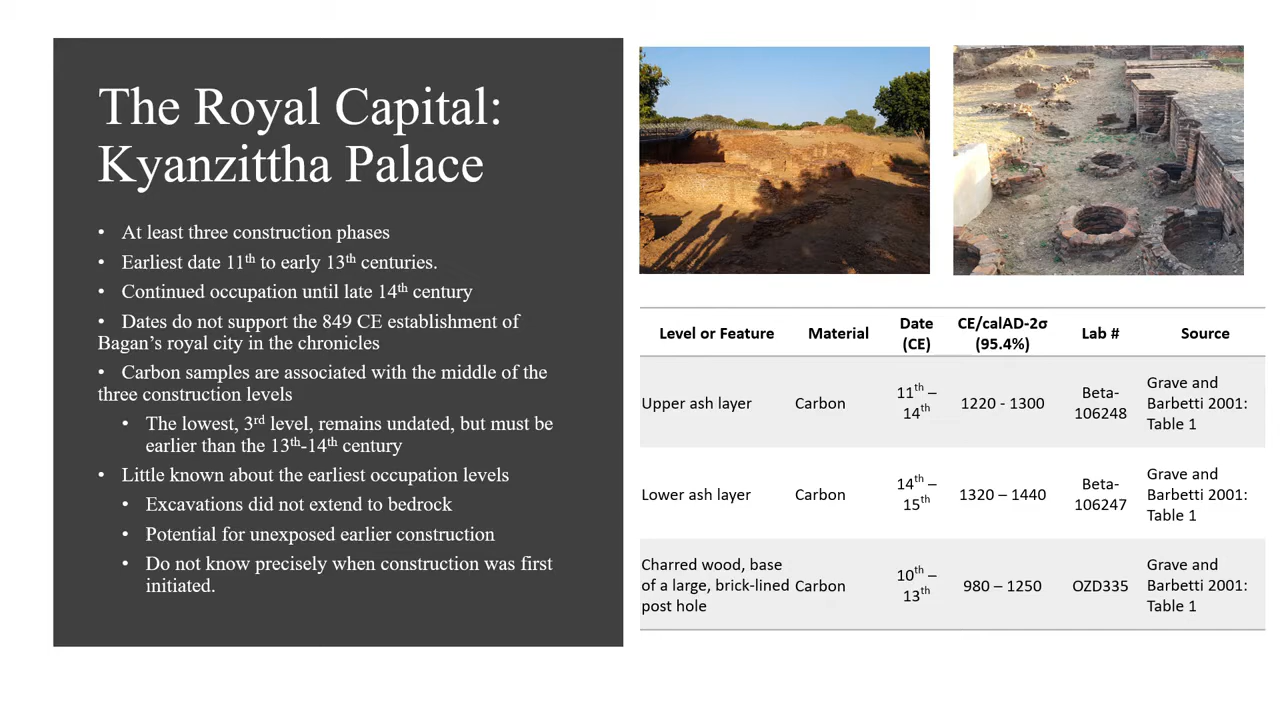 The Royal Capital:
Kyanzittha Palace
• At least three construction phases
• Earliest date 11th to early 13th centuries.
• Continued occupation until late 14th century
• Dates do not support the 849 CE establishment of
Bagan's royal city in the chronicles
• Carbon samples are associated with the middle of the
three construction levels
• The lowest, 3rd level, remains undated, but must be
earlier than the 13th-14th century
• Little known about the earliest occupation levels
• Excavations did not extend to bedrock
• Potential for unexposed earlier construction
• Do not know precisely when construction was first
initiated.
Level or Feature Material Date (CE) CE/calAD-2σ (95.4%) Lab # Source
Upper ash layer Carbon 11th – 14th 1220 - 1300 Beta-106248 Grave and Barbetti 2001: Table 1
Lower ash layer Carbon 14th – 15th 1320 – 1440 Beta-106247 Grave and Barbetti 2001: Table 1
Charred wood, base of a large, brick-lined post hole Carbon 10th – 13th 980 – 1250 OZD335 Grave and Barbetti 2001: Table 1